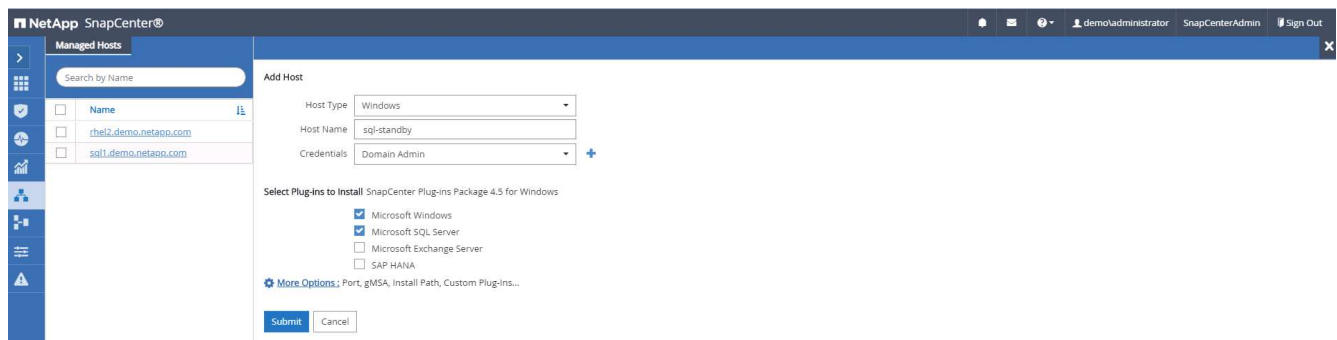 NetApp SnapCenter®
demo\administrator SnapCenterAdmin Sign Out
Managed Hosts
Search by Name
Name
rhel2.demo.netapp.com
sql1.demo.netapp.com
Add Host
Host Type Windows
Host Name sql-standby
Credentials Domain Admin
Select Plug-ins to Install SnapCenter Plug-ins Package 4.5 for Windows
Microsoft Windows
Microsoft SQL Server
Microsoft Exchange Server
SAP HANA
More Options : Port, gMSA, Install Path, Custom Plug-Ins...
Submit Cancel